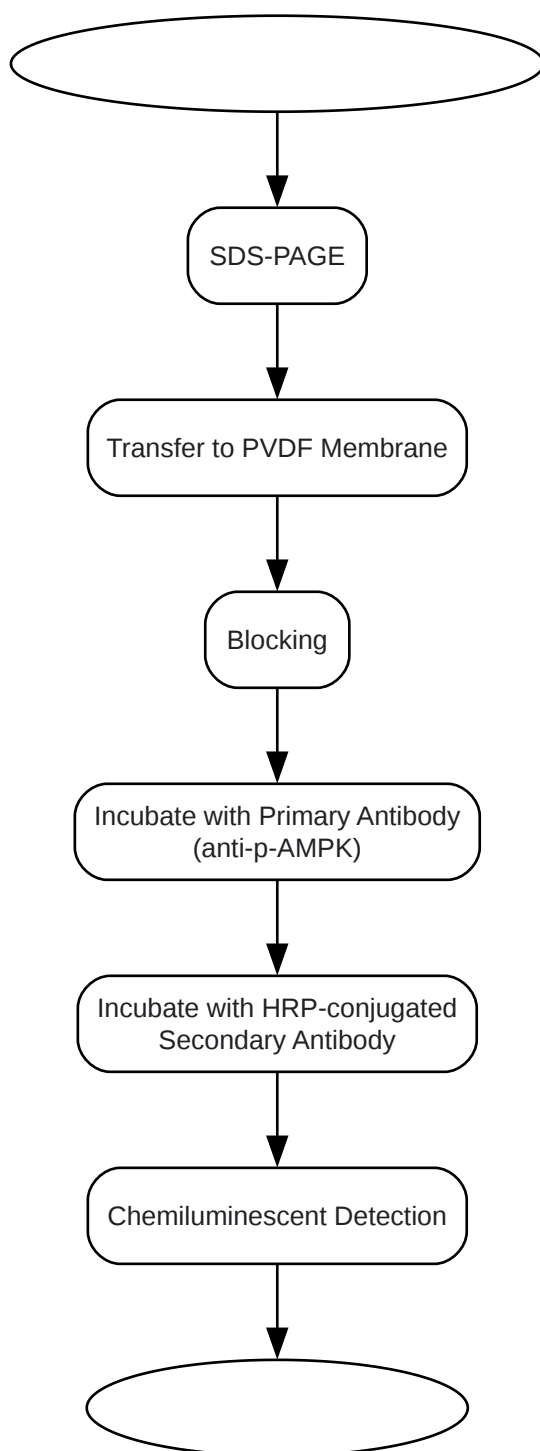 SDS-PAGE
Transfer to PVDF Membrane
Blocking
Incubate with Primary Antibody
(anti-p-AMPK)
Incubate with HRP-conjugated
Secondary Antibody
Chemiluminescent Detection